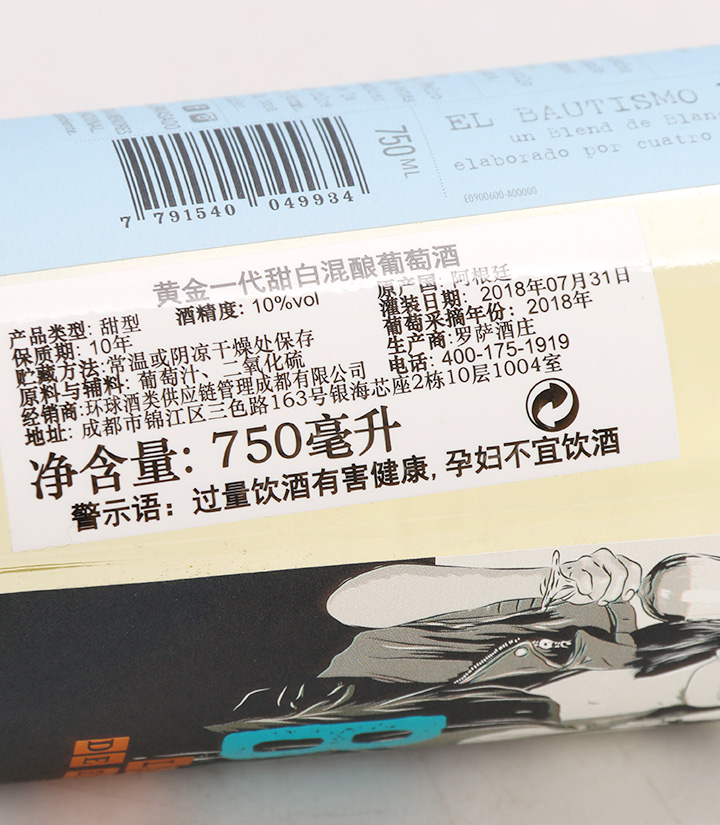 EL BAUTISMO
un Blend de Blan
elaborado por cuatro
E0900600-A00000
750 ML
7 791540 049934
黄金一代甜白混酿葡萄酒
产品类型: 甜型
酒精度: 10%vol
原产国: 阿根廷
保质期: 10年
灌装日期: 2018年07月31日
贮藏方法:常温或阴凉干燥处保存
葡萄采摘年份: 2018年
原料与辅料: 葡萄汁、二氧化硫
生产商:罗萨酒庄
经销商:环球酒类供应链管理成都有限公司
电话: 400-175-1919
地址: 成都市锦江区三色路163号银海芯座2栋10层1004室
净含量: 750毫升
警示语: 过量饮酒有害健康, 孕妇不宜饮酒